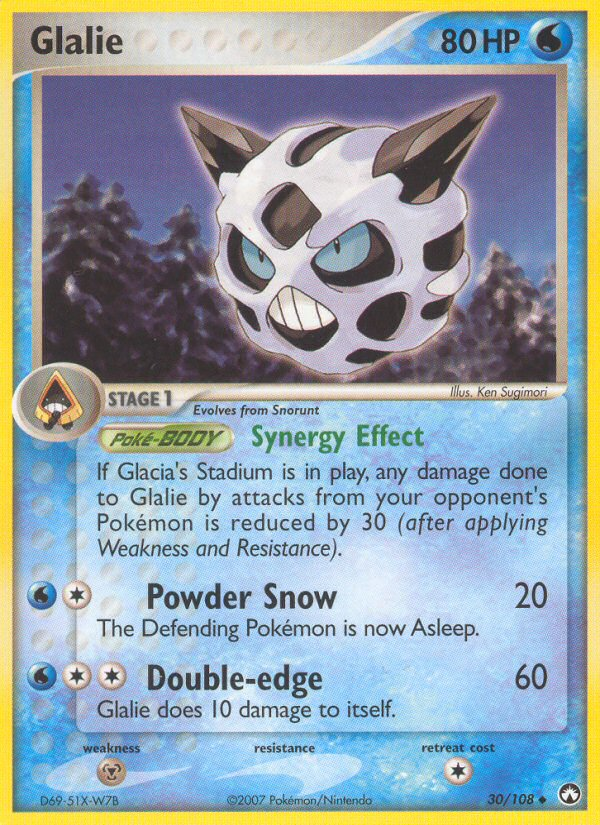 Glalie 80 HP
Illus. Ken Sugimori
STAGE 1
Evolves from Snorunt
Poké-BODY Synergy Effect
If Glacia's Stadium is in play, any damage done
to Glalie by attacks from your opponent's
Pokémon is reduced by 30 (after applying
Weakness and Resistance).
Powder Snow 20
The Defending Pokémon is now Asleep.
Double-edge 60
Glalie does 10 damage to itself.
weakness resistance retreat cost
D69-51X-W7B ©2007 Pokémon/Nintendo 30/108